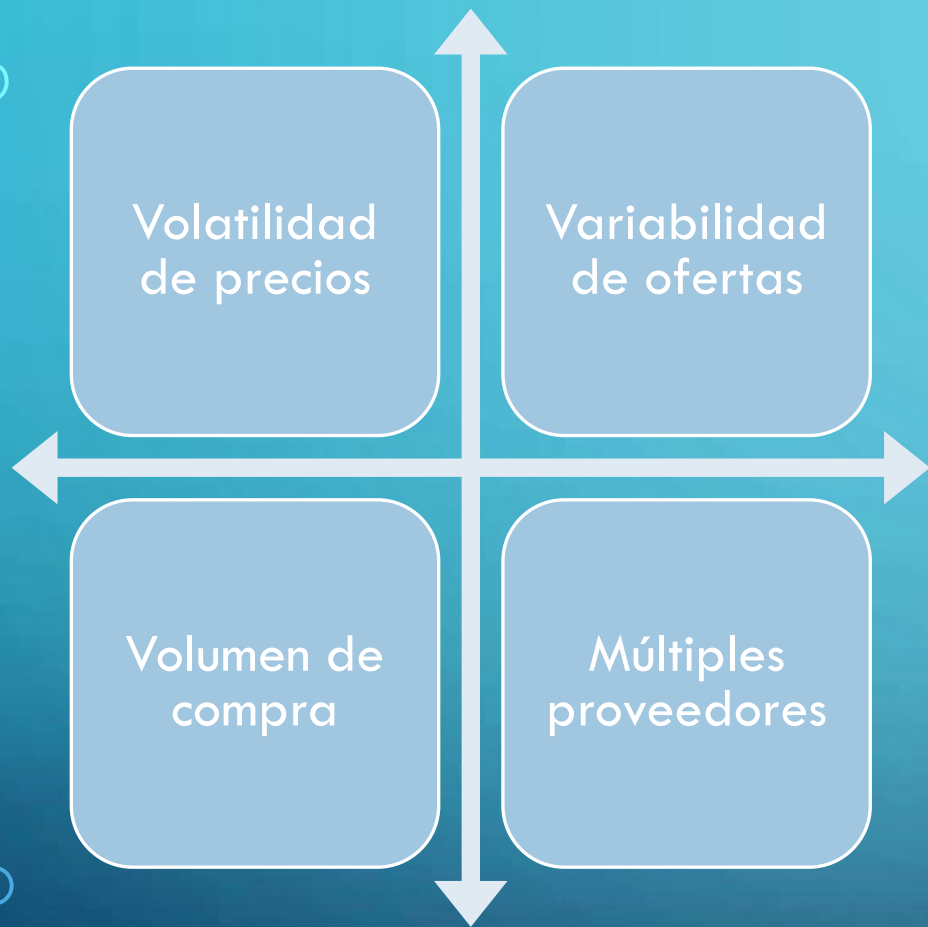 Volatilidad
de precios
Variabilidad
de ofertas
Volumen de
compra
Múltiples
proveedores